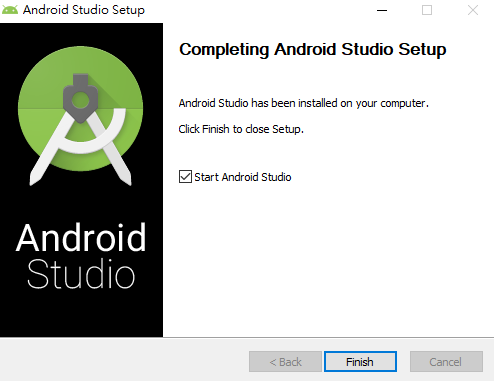 Android Studio Setup
Completing Android Studio Setup
Android Studio has been installed on your computer.
Click Finish to close Setup.
Start Android Studio
Android
Studio
< Back
Finish
Cancel